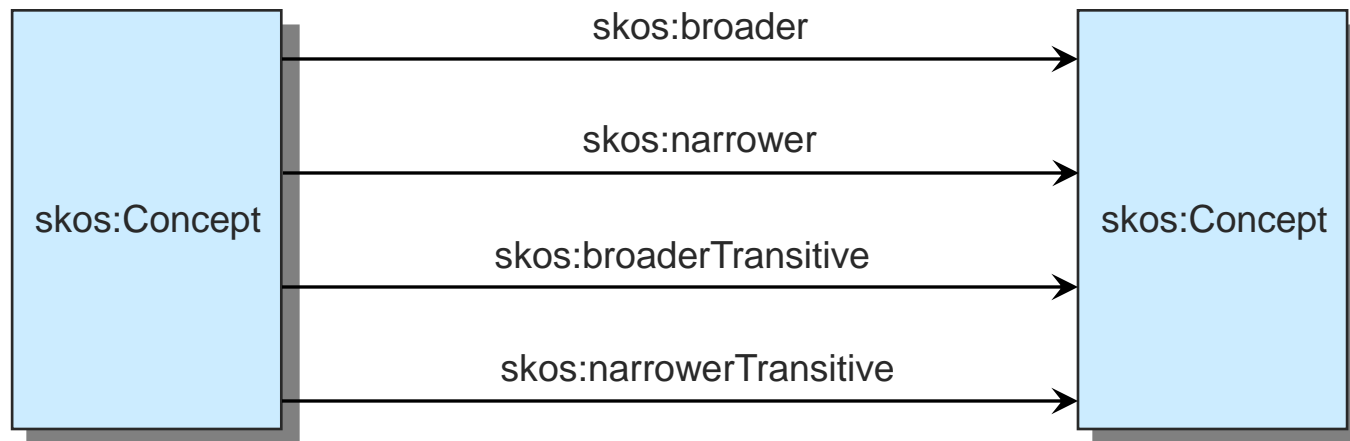 skos:broader
skos:narrower
skos:Concept
skos:Concept
skos:broaderTransitive
skos:narrowerTransitive